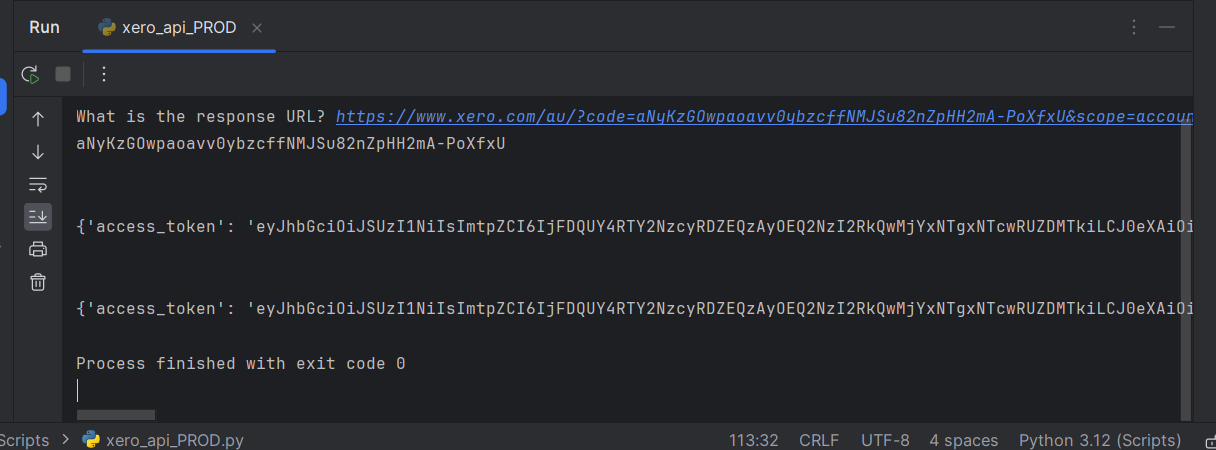 Run xero_api_PROD
What is the response URL? https://www.xero.com/au/?code=aNyKzGOwpaoavv0ybzcffNMJSu82nZpHH2mA-PoXfxU&scope=accoun
aNyKzGOwpaoavv0ybzcffNMJSu82nZpHH2mA-PoXfxU
{'access_token': 'eyJhbGciOiJSUzI1NiIsImtpZCI6IjFDQUY4RTY2NzcyRDZEQzAyOEQ2NzI2RkQwMjYxNTgxNTcwRUZDMTkiLCJ0eXAiOi
{'access_token': 'eyJhbGciOiJSUzI1NiIsImtpZCI6IjFDQUY4RTY2NzcyRDZEQzAyOEQ2NzI2RkQwMjYxNTgxNTcwRUZDMTkiLCJ0eXAiOi
Process finished with exit code 0
Scripts > xero_api_PROD.py 113:32 CRLF UTF-8 4 spaces Python 3.12 (Scripts)